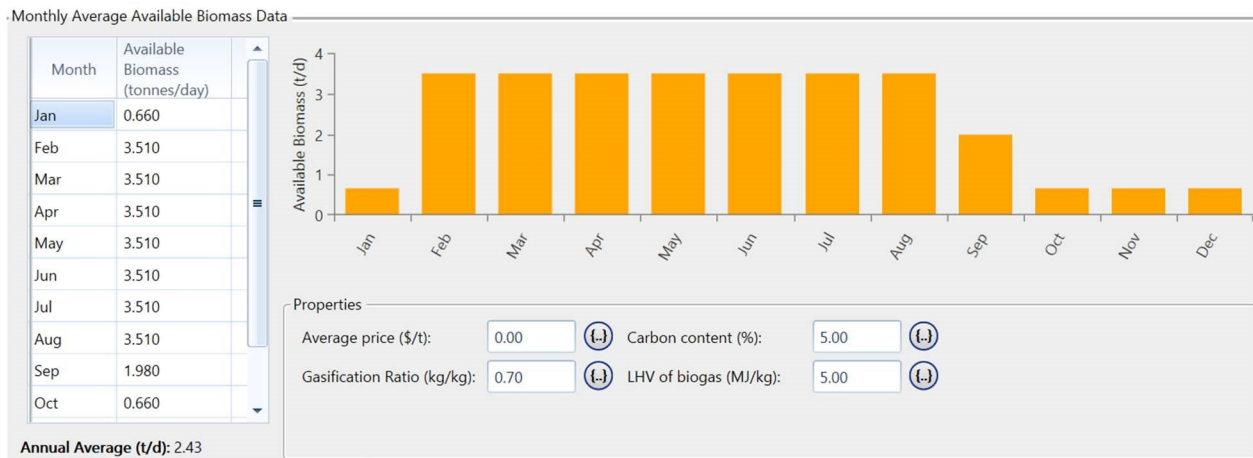 Monthly Average Available Biomass Data
Month
Available
Biomass
(tonnes/day)
Jan 0.660
Feb 3.510
Mar 3.510
Apr 3.510
May 3.510
Jun 3.510
Jul 3.510
Aug 3.510
Sep 1.980
Oct 0.660
Annual Average (t/d): 2.43
Available Biomass (t/d)
4
3
2
1
0
Jan Feb Mar Apr May Jun Jul Aug Sep Oct Nov Dec
Properties
Average price ($/t): 0.00 {..} Carbon content (%): 5.00 {..}
Gasification Ratio (kg/kg): 0.70 {..} LHV of biogas (MJ/kg): 5.00 {..}